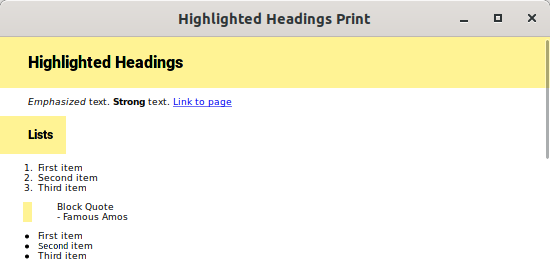 Highlighted Headings Print
Highlighted Headings
Emphasized text. Strong text. Link to page
Lists
1. First item
2. Second item
3. Third item
Block Quote
- Famous Amos
• First item
• Second item
• Third item